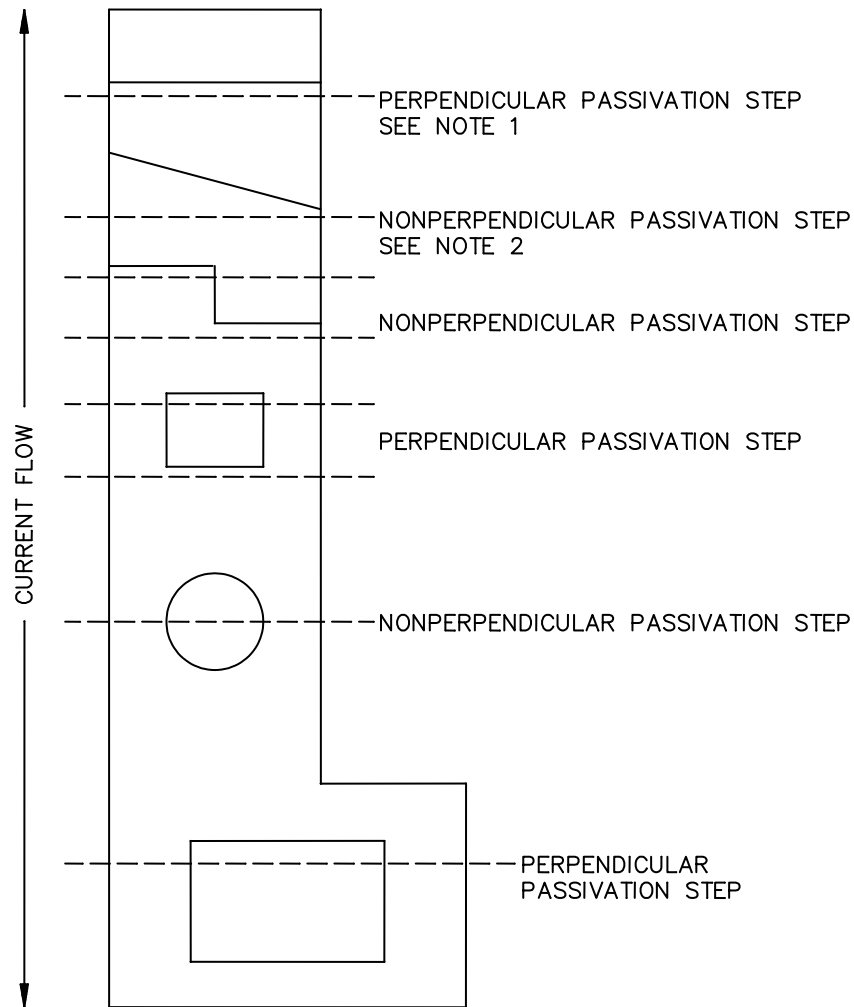 PERPENDICULAR PASSIVATION STEP
SEE NOTE 1
NONPERPENDICULAR PASSIVATION STEP
SEE NOTE 2
NONPERPENDICULAR PASSIVATION STEP
PERPENDICULAR PASSIVATION STEP
CURRENT FLOW
NONPERPENDICULAR PASSIVATION STEP
PERPENDICULAR
PASSIVATION STEP